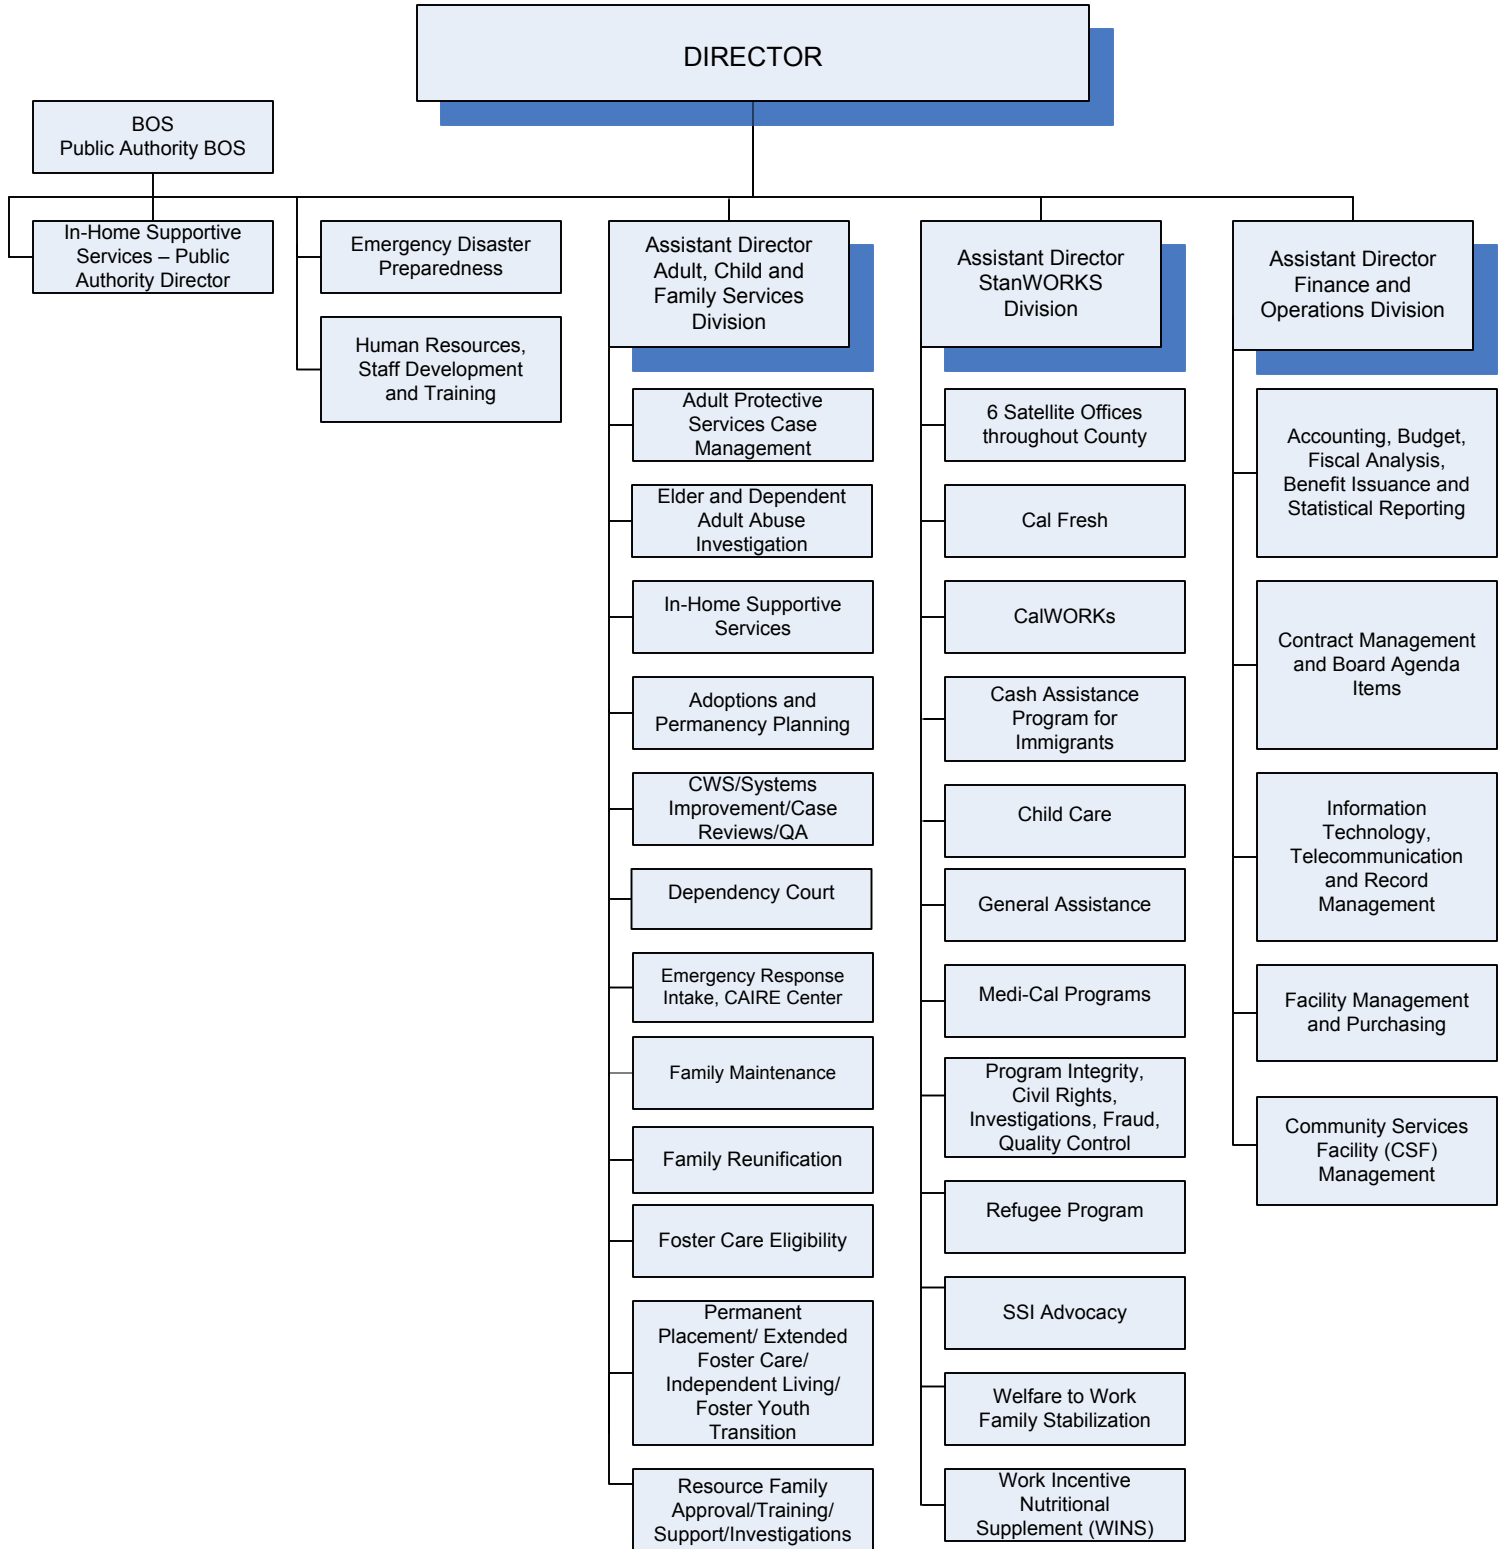 DIRECTOR
BOS
Public Authority BOS
In-Home Supportive
Services – Public
Authority Director
Emergency Disaster
Preparedness
Human Resources,
Staff Development
and Training
Assistant Director
Adult, Child and
Family Services
Division
Adult Protective
Services Case
Management
Elder and Dependent
Adult Abuse
Investigation
In-Home Supportive
Services
Adoptions and
Permanency Planning
CWS/Systems
Improvement/Case
Reviews/QA
Dependency Court
Emergency Response
Intake, CAIRE Center
Family Maintenance
Family Reunification
Foster Care Eligibility
Permanent
Placement/ Extended
Foster Care/
Independent Living/
Foster Youth
Transition
Resource Family
Approval/Training/
Support/Investigations
Assistant Director
StanWORKS
Division
6 Satellite Offices
throughout County
Cal Fresh
CalWORKs
Cash Assistance
Program for
Immigrants
Child Care
General Assistance
Medi-Cal Programs
Program Integrity,
Civil Rights,
Investigations, Fraud,
Quality Control
Refugee Program
SSI Advocacy
Welfare to Work
Family Stabilization
Work Incentive
Nutritional
Supplement (WINS)
Assistant Director
Finance and
Operations Division
Accounting, Budget,
Fiscal Analysis,
Benefit Issuance and
Statistical Reporting
Contract Management
and Board Agenda
Items
Information
Technology,
Telecommunication
and Record
Management
Facility Management
and Purchasing
Community Services
Facility (CSF)
Management